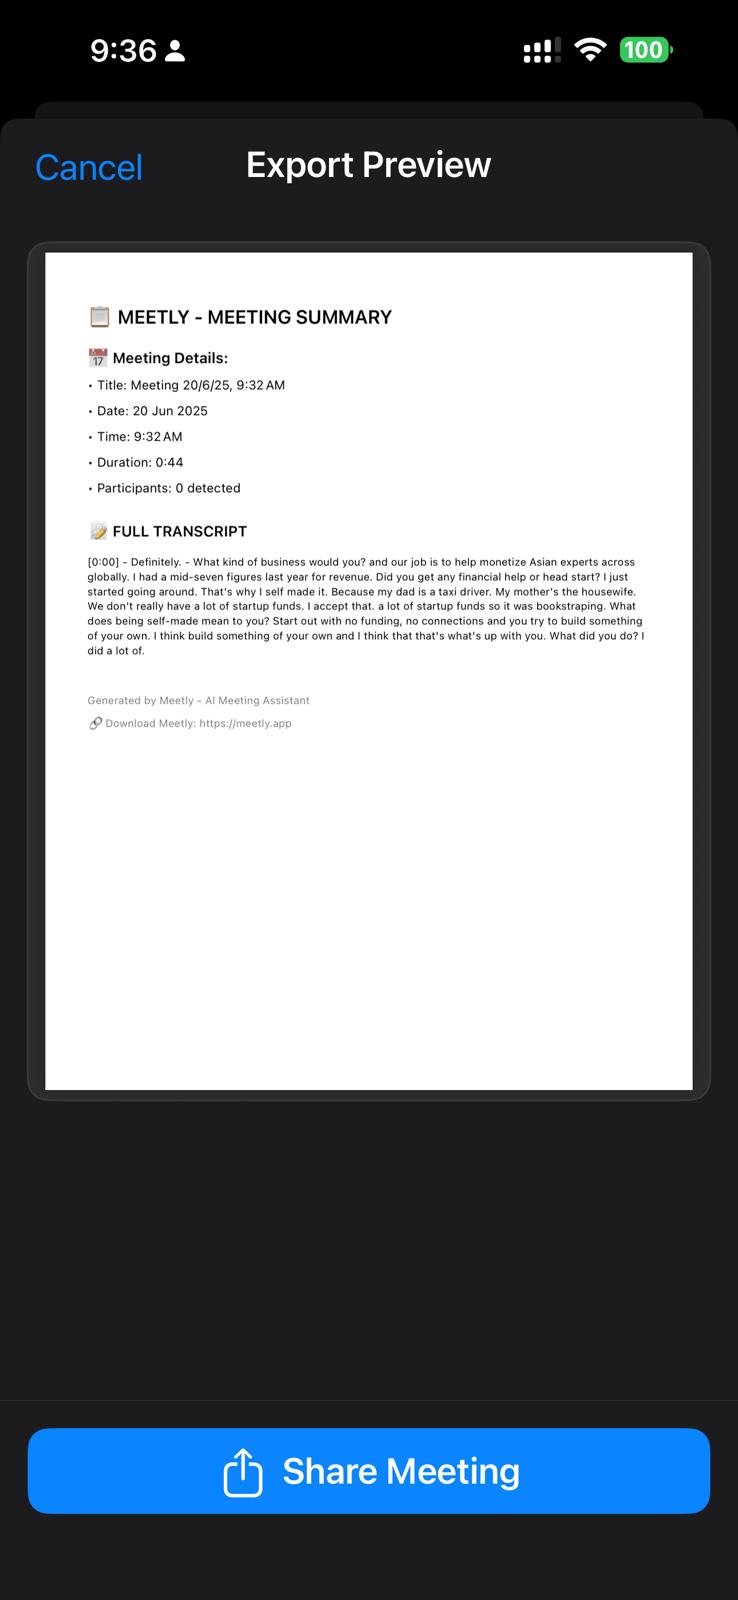 9:36
100
Cancel
Export Preview
📋 MEETLY - MEETING SUMMARY
📅 Meeting Details:
• Title: Meeting 20/6/25, 9:32 AM
• Date: 20 Jun 2025
• Time: 9:32 AM
• Duration: 0:44
• Participants: 0 detected
📝 FULL TRANSCRIPT
[0:00] - Definitely. - What kind of business would you? and our job is to help monetize Asian experts across
globally. I had a mid-seven figures last year for revenue. Did you get any financial help or head start? I just
started going around. That's why I self made it. Because my dad is a taxi driver. My mother's the housewife.
We don't really have a lot of startup funds. I accept that. a lot of startup funds so it was bookstraping. What
does being self-made mean to you? Start out with no funding, no connections and you try to build something
of your own. I think build something of your own and I think that that's what's up with you. What did you do? I
did a lot of.
Generated by Meetly - AI Meeting Assistant
🔗 Download Meetly: https://meetly.app
Share Meeting